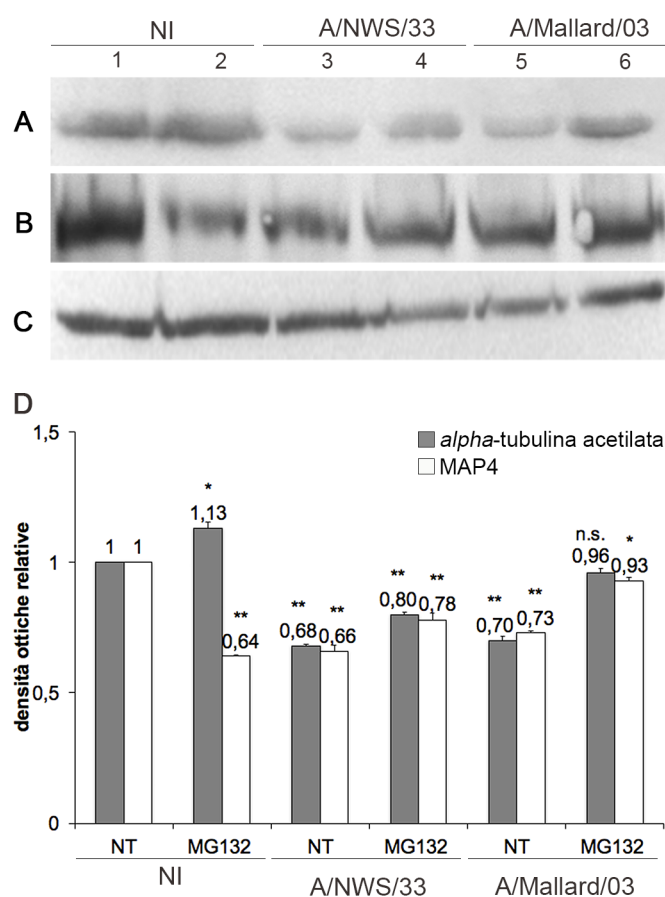 NI A/NWS/33 A/Mallard/03
1 2 3 4 5 6
A
B
C
D
densità ottiche relative
1,5
1
0,5
0
alpha-tubulina acetilata
MAP4
1 1
*
1,13
**
0,64
** **
0,68 0,66
** **
0,80 0,78
** **
0,70 0,73
n.s. *
0,96 0,93
NT MG132 NT MG132 NT MG132
NI A/NWS/33 A/Mallard/03